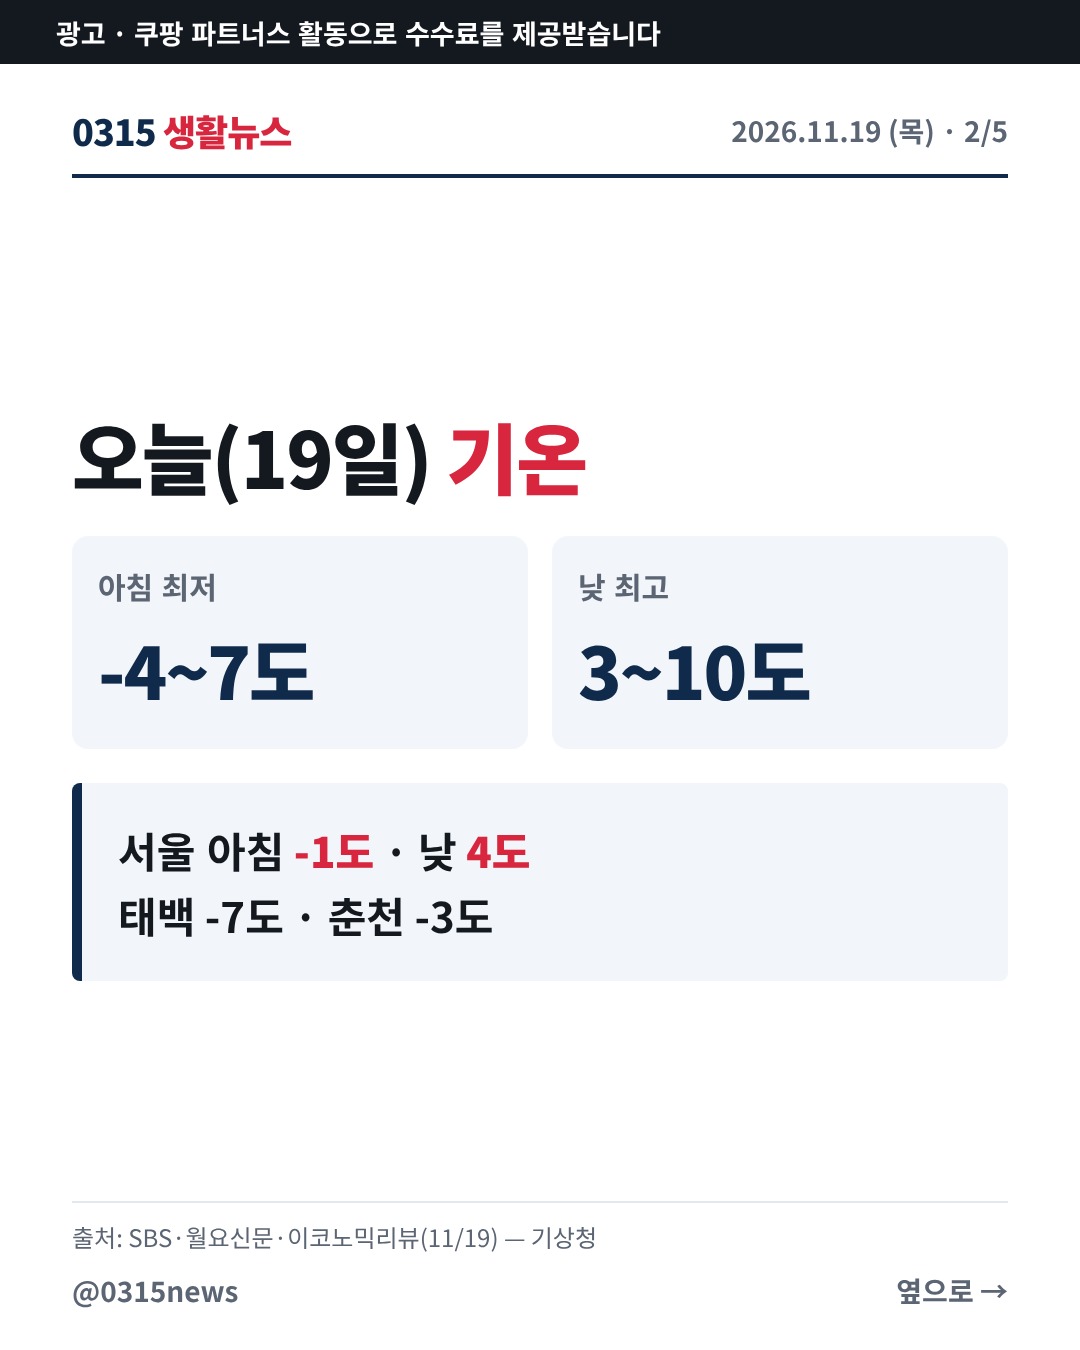 광고 · 쿠팡 파트너스 활동으로 수수료를 제공받습니다
0315 생활뉴스
2026.11.19 (목) · 2/5
오늘(19일) 기온
아침 최저
-4~7도
낮 최고
3~10도
서울 아침 -1도 · 낮 4도
태백 -7도 · 춘천 -3도
출처: SBS·월요신문·이코노믹리뷰(11/19) — 기상청
@0315news
옆으로 →